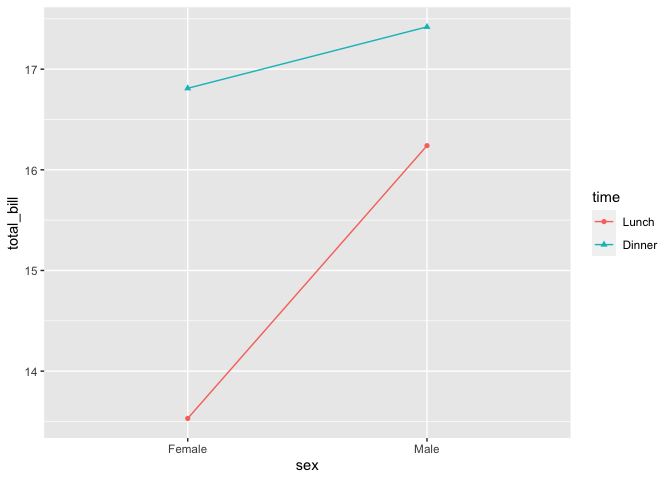 17
16
15
14
total_bill
Female
Male
sex
time
Lunch
Dinner